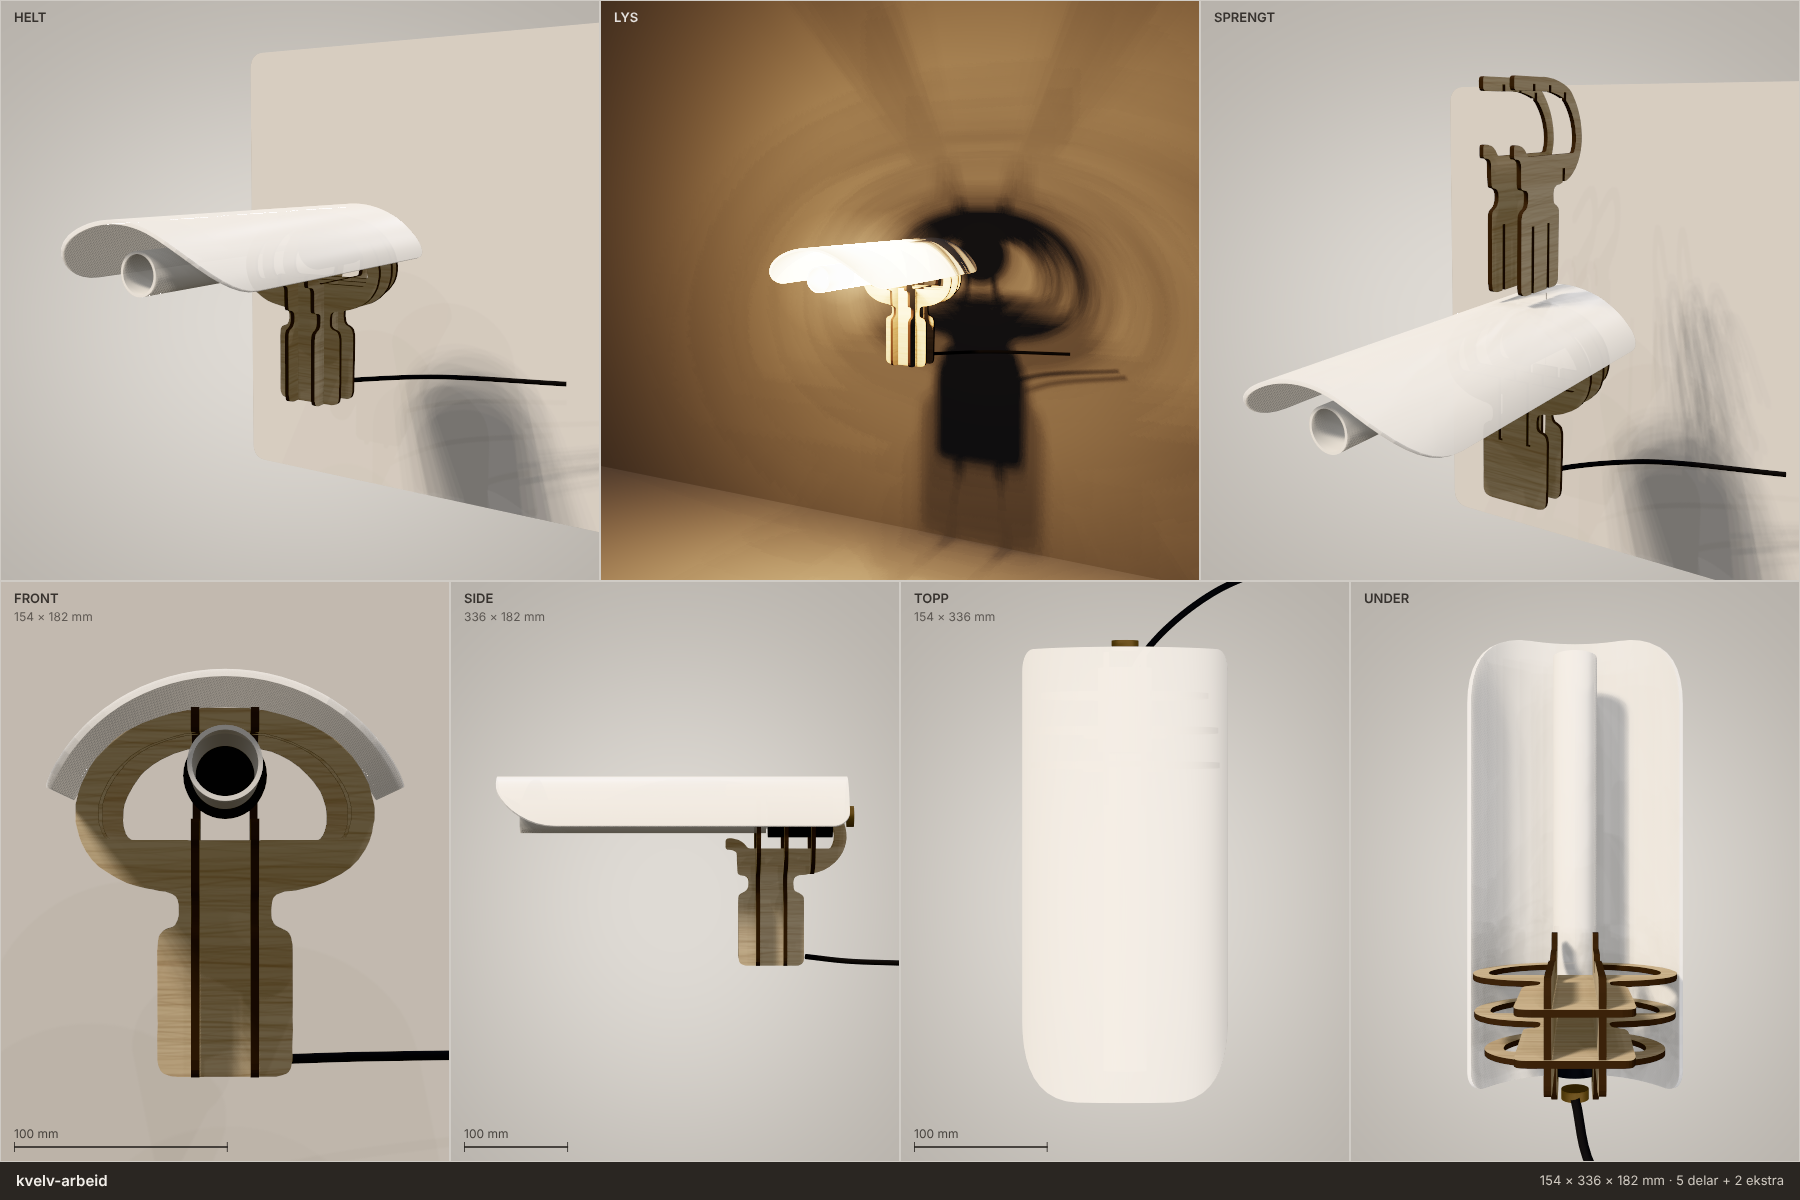 HELT
LYS
SPRENGT
FRONT
154 × 182 mm
SIDE
336 × 182 mm
TOPP
154 × 336 mm
UNDER
100 mm
100 mm
100 mm
kvelv-arbeid
154 × 336 × 182 mm · 5 delar + 2 ekstra